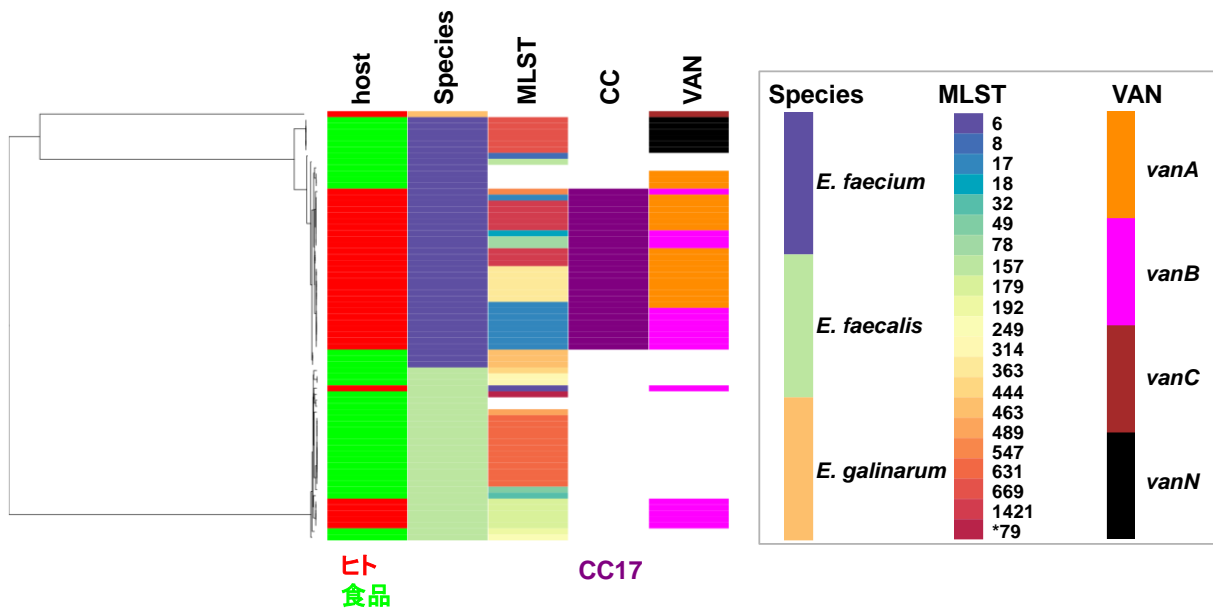 host
Species
MLST
CC
VAN
ヒト
食品
CC17
Species
E. faecium
E. faecalis
E. galinarum
MLST
6
8
17
18
32
49
78
157
179
192
249
314
363
444
463
489
547
631
669
1421
*79
VAN
vanA
vanB
vanC
vanN